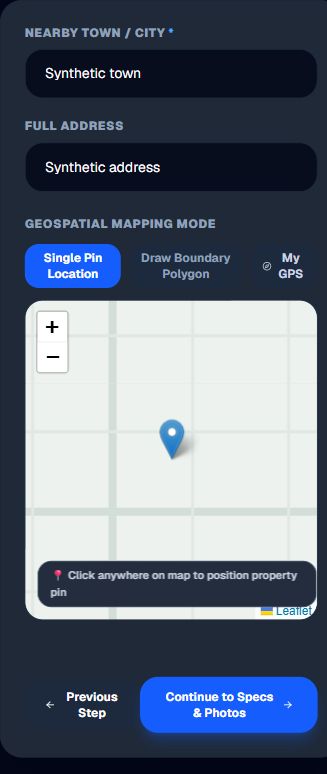 NEARBY TOWN / CITY *
Synthetic town
FULL ADDRESS
Synthetic address
GEOSPATIAL MAPPING MODE
Single Pin
Location
Draw Boundary
Polygon
My
GPS
+
−
📍 Click anywhere on map to position property
pin
Leaflet
← Previous
Step
Continue to Specs →
& Photos